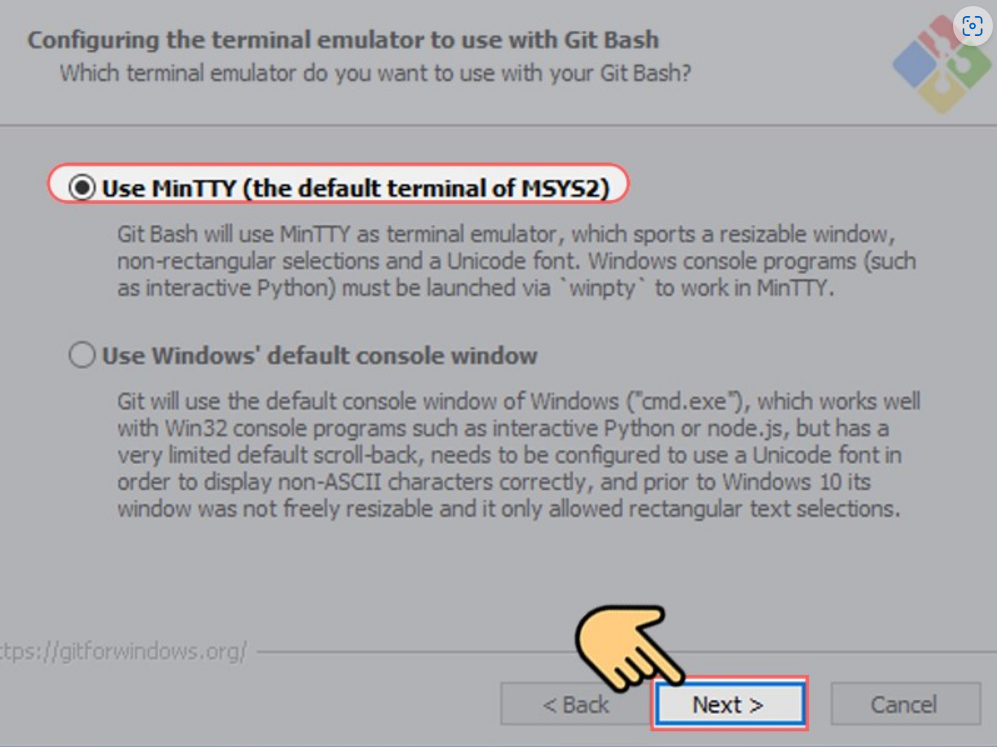 Configuring the terminal emulator to use with Git Bash
Which terminal emulator do you want to use with your Git Bash?
Use MinTTY (the default terminal of MSYS2)
Git Bash will use MinTTY as terminal emulator, which sports a resizable window,
non-rectangular selections and a Unicode font. Windows console programs (such
as interactive Python) must be launched via `winpty` to work in MinTTY.
Use Windows' default console window
Git will use the default console window of Windows ("cmd.exe"), which works well
with Win32 console programs such as interactive Python or node.js, but has a
very limited default scroll-back, needs to be configured to use a Unicode font in
order to display non-ASCII characters correctly, and prior to Windows 10 its
window was not freely resizable and it only allowed rectangular text selections.
ttps://gitforwindows.org/
< Back
Next >
Cancel